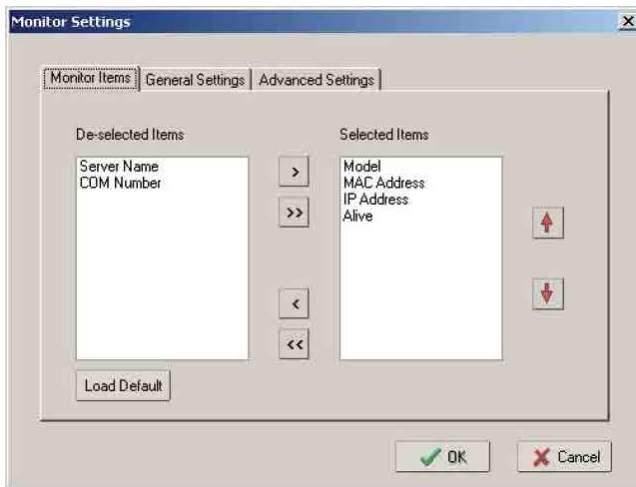 Monitor Settings
Monitor Items
General Settings
Advanced Settings
De-selected Items
Selected Items
Server Name
COM Number
>
>>
<
<<
Model
MAC Address
IP Address
Alive
Load Default
OK
Cancel